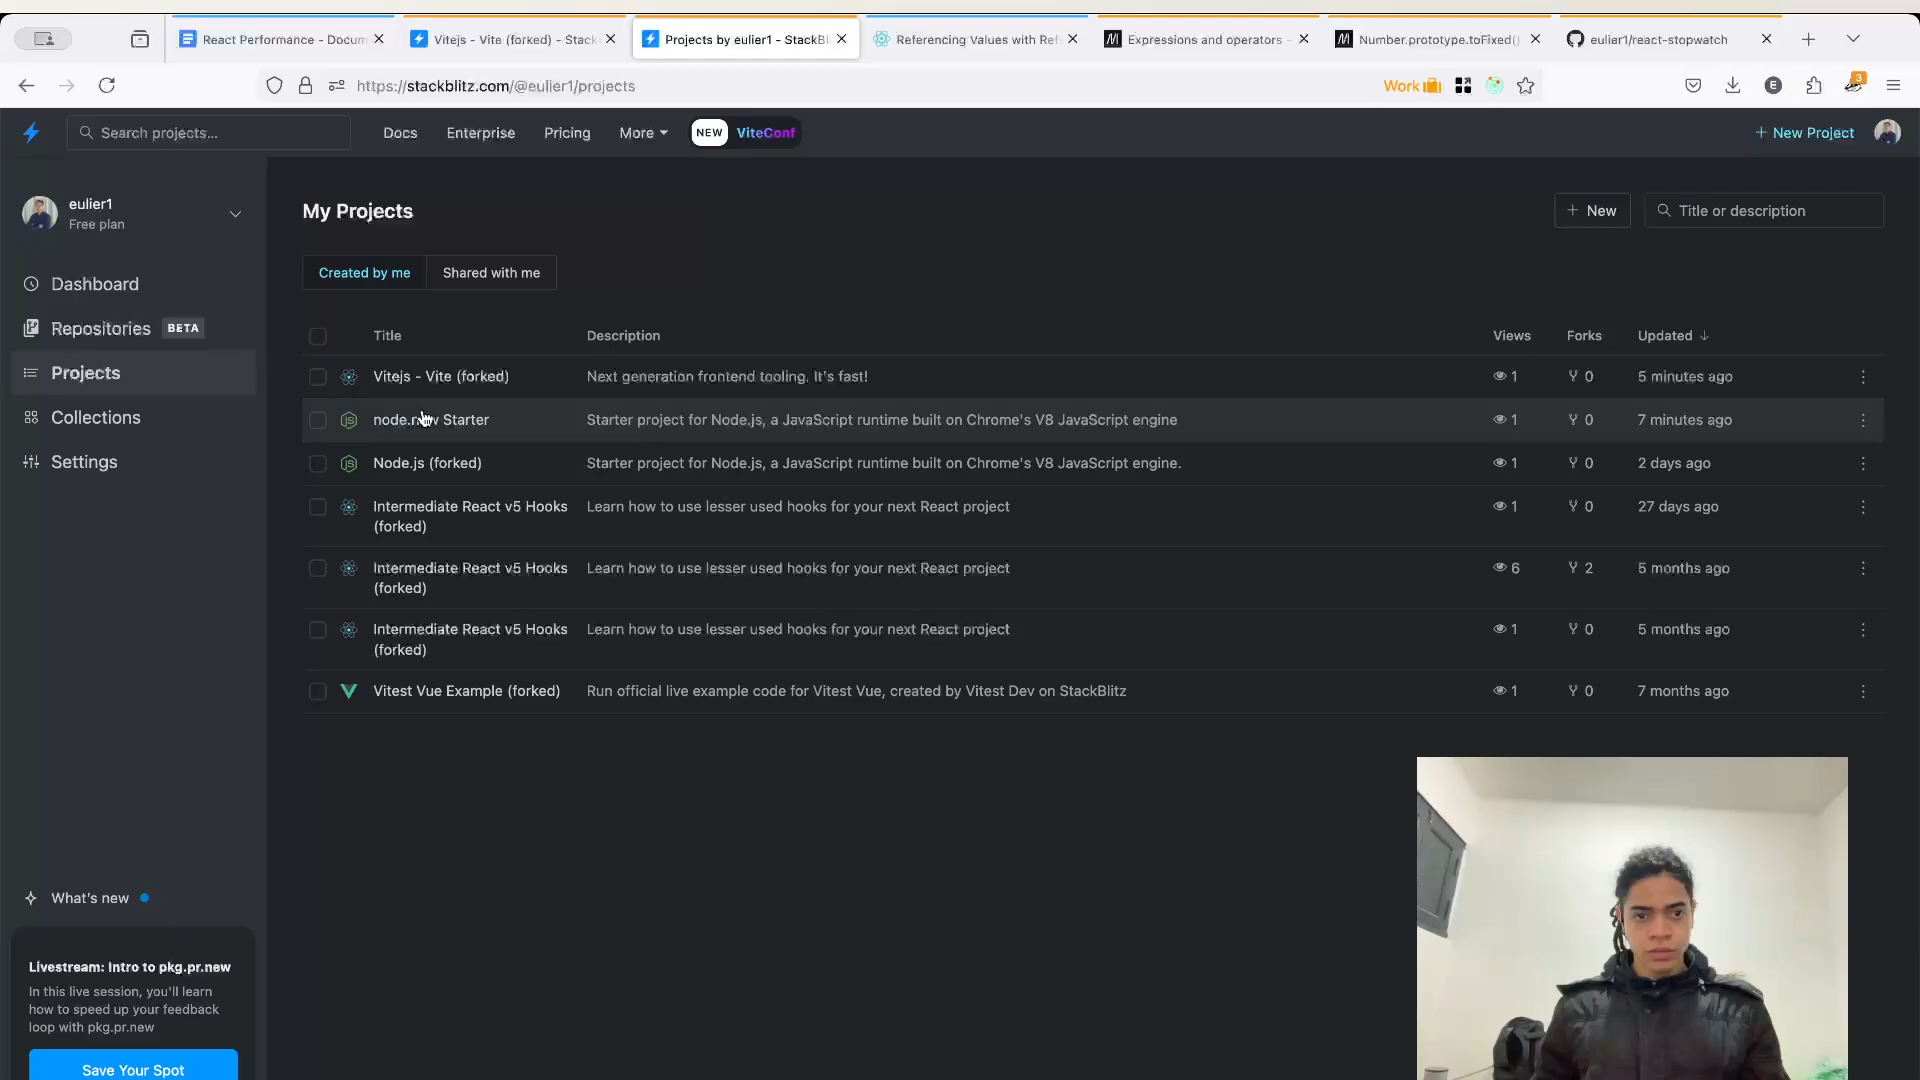 React Performance - Docum
Vitejs - Vite (forked) - Stack
Projects by eulier1 - StackBl
Referencing Values with Ref
Expressions and operators -
Number.prototype.toFixed()
eulier1/react-stopwatch
https://stackblitz.com/@eulier1/projects
Work
E
3
Search projects...
Docs
Enterprise
Pricing
More
NEW
ViteConf
+ New Project
eulier1
Free plan
Dashboard
Repositories
BETA
Projects
Collections
Settings
My Projects
+ New
Title or description
Created by me
Shared with me
Title
Description
Views
Forks
Updated ↓
Vitejs - Vite (forked)
Next generation frontend tooling. It's fast!
1
0
5 minutes ago
node.new Starter
Starter project for Node.js, a JavaScript runtime built on Chrome's V8 JavaScript engine
1
0
7 minutes ago
Node.js (forked)
Starter project for Node.js, a JavaScript runtime built on Chrome's V8 JavaScript engine.
1
0
2 days ago
Intermediate React v5 Hooks
(forked)
Learn how to use lesser used hooks for your next React project
1
0
27 days ago
Intermediate React v5 Hooks
(forked)
Learn how to use lesser used hooks for your next React project
6
2
5 months ago
Intermediate React v5 Hooks
(forked)
Learn how to use lesser used hooks for your next React project
1
0
5 months ago
Vitest Vue Example (forked)
Run official live example code for Vitest Vue, created by Vitest Dev on StackBlitz
1
0
7 months ago
What's new
Livestream: Intro to pkg.pr.new
In this live session, you'll learn
how to speed up your feedback
loop with pkg.pr.new
Save Your Spot